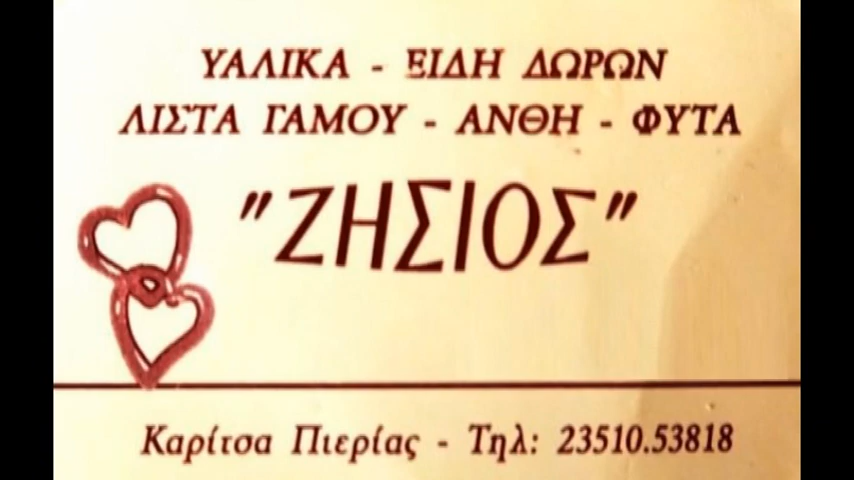 ΥΑΛΙΚΑ - ΕΙΔΗ ΔΩΡΩΝ
ΛΙΣΤΑ ΓΑΜΟΥ - ΑΝΘΗ - ΦΥΤΑ
"ΖΗΣΙΟΣ"
Καρίτσα Πιερίας - Τηλ: 23510.53818